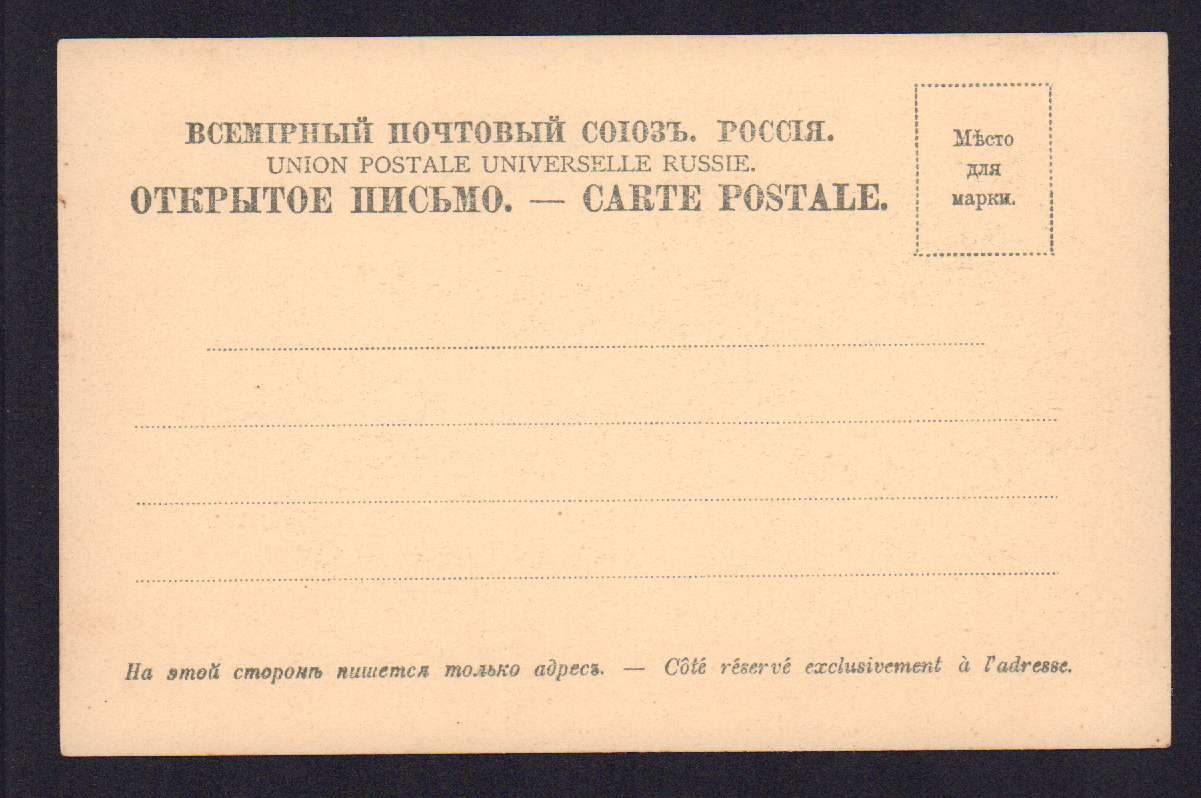 ВСЕМІРНЫЙ ПОЧТОВЫЙ СОЮЗЪ. РОССІЯ.
UNION POSTALE UNIVERSELLE RUSSIE.
ОТКРЫТОЕ ПИСЬМО. — CARTE POSTALE.
Мѣсто
для
марки.
На этой сторонѣ пишется только адресъ. — Côté réservé exclusivement à l'adresse.